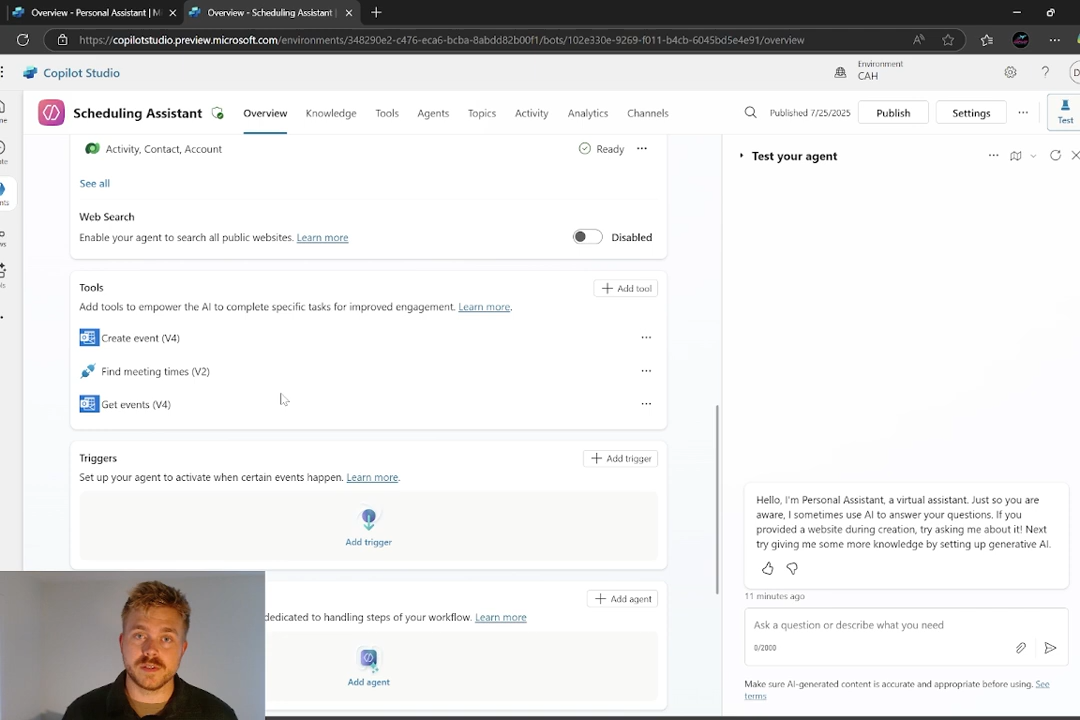 Overview - Personal Assistant | M
Overview - Scheduling Assistant |
https://copilotstudio.preview.microsoft.com/environments/348290e2-c476-eca6-bcba-8abdd82b00f1/bots/102e330e-9269-f011-b4cb-6045bd5e4e91/overview
Copilot Studio
Environment
CAH
Scheduling Assistant
Overview
Knowledge
Tools
Agents
Topics
Activity
Analytics
Channels
Published 7/25/2025
Publish
Settings
Test
Activity, Contact, Account
Ready
See all
Web Search
Enable your agent to search all public websites. Learn more
Disabled
Tools
Add tool
Add tools to empower the AI to complete specific tasks for improved engagement. Learn more.
Create event (V4)
Find meeting times (V2)
Get events (V4)
Triggers
Add trigger
Set up your agent to activate when certain events happen. Learn more.
Add trigger
Add agent
dedicated to handling steps of your workflow. Learn more
Add agent
Test your agent
Hello, I'm Personal Assistant, a virtual assistant. Just so you are
aware, I sometimes use AI to answer your questions. If you
provided a website during creation, try asking me about it! Next
try giving me some more knowledge by setting up generative AI.
11 minutes ago
Ask a question or describe what you need
0/2000
Make sure AI-generated content is accurate and appropriate before using. See
terms